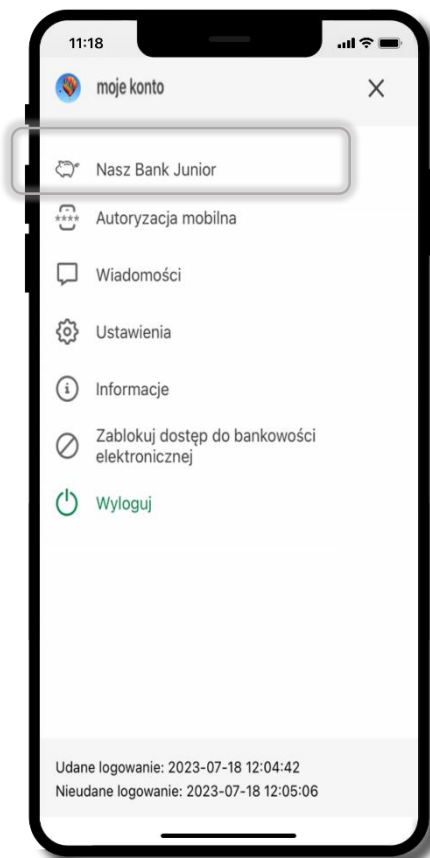 11:18
moje konto
Nasz Bank Junior
Autoryzacja mobilna
Wiadomości
Ustawienia
Informacje
Zablokuj dostęp do bankowości
elektronicznej
Wyloguj
Udane logowanie: 2023-07-18 12:04:42
Nieudane logowanie: 2023-07-18 12:05:06